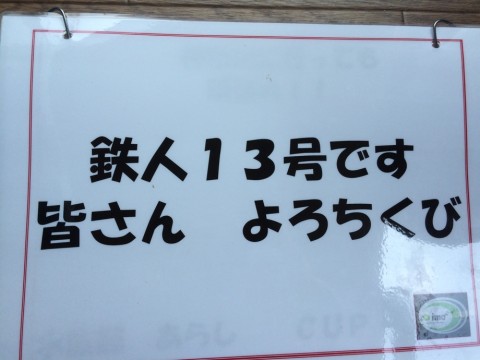 鉄人１３号です
皆さん　よろちくび